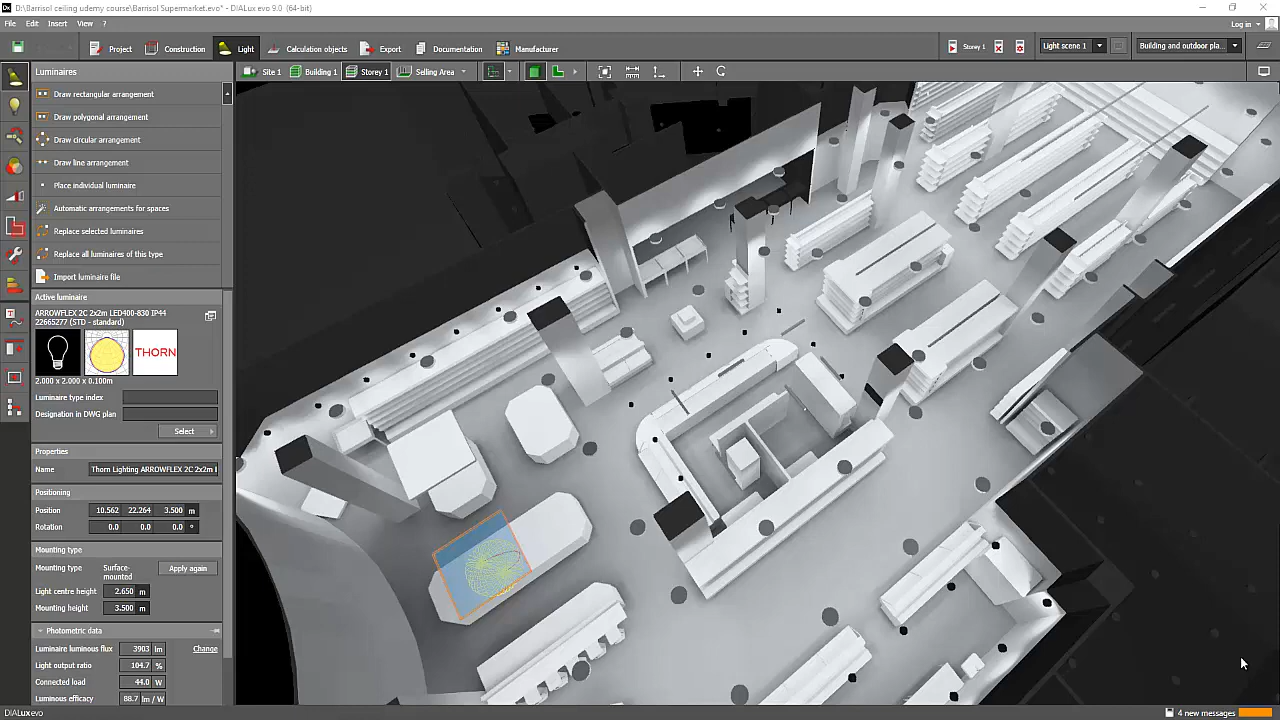 D:\Barrisol ceiling udemy course\Barrisol Supermarket.evo* - DIALux evo 9.0 (64-bit)
File Edit Insert View ?
Log in
Project Construction Light Calculation objects Export Documentation Manufacturer
Storey 1 Light scene 1 Building and outdoor pla...
Luminaires
Site 1 Building 1 Storey 1 Selling Area
Draw rectangular arrangement
Draw polygonal arrangement
Draw circular arrangement
Draw line arrangement
Place individual luminaire
Automatic arrangements for spaces
Replace selected luminaires
Replace all luminaires of this type
Import luminaire file
Active luminaire
ARROWFLEX 2C 2x2m LED400-830 IP44
22665277 (STD - standard)
THORN
2.000 x 2.000 x 0.100m
Luminaire type index
Designation in DWG plan
Select
Properties
Name Thorn Lighting ARROWFLEX 2C 2x2m
Positioning
Position 10.562 22.264 3.500 m
Rotation 0.0 0.0 0.0 °
Mounting type
Mounting type Surface-mounted Apply again
Light centre height 2.650 m
Mounting height 3.500 m
Photometric data
Luminaire luminous flux 3903 lm Change
Light output ratio 104.7 %
Connected load 44.0 W
Luminous efficacy 88.7 lm / W
DIALux evo
4 new messages